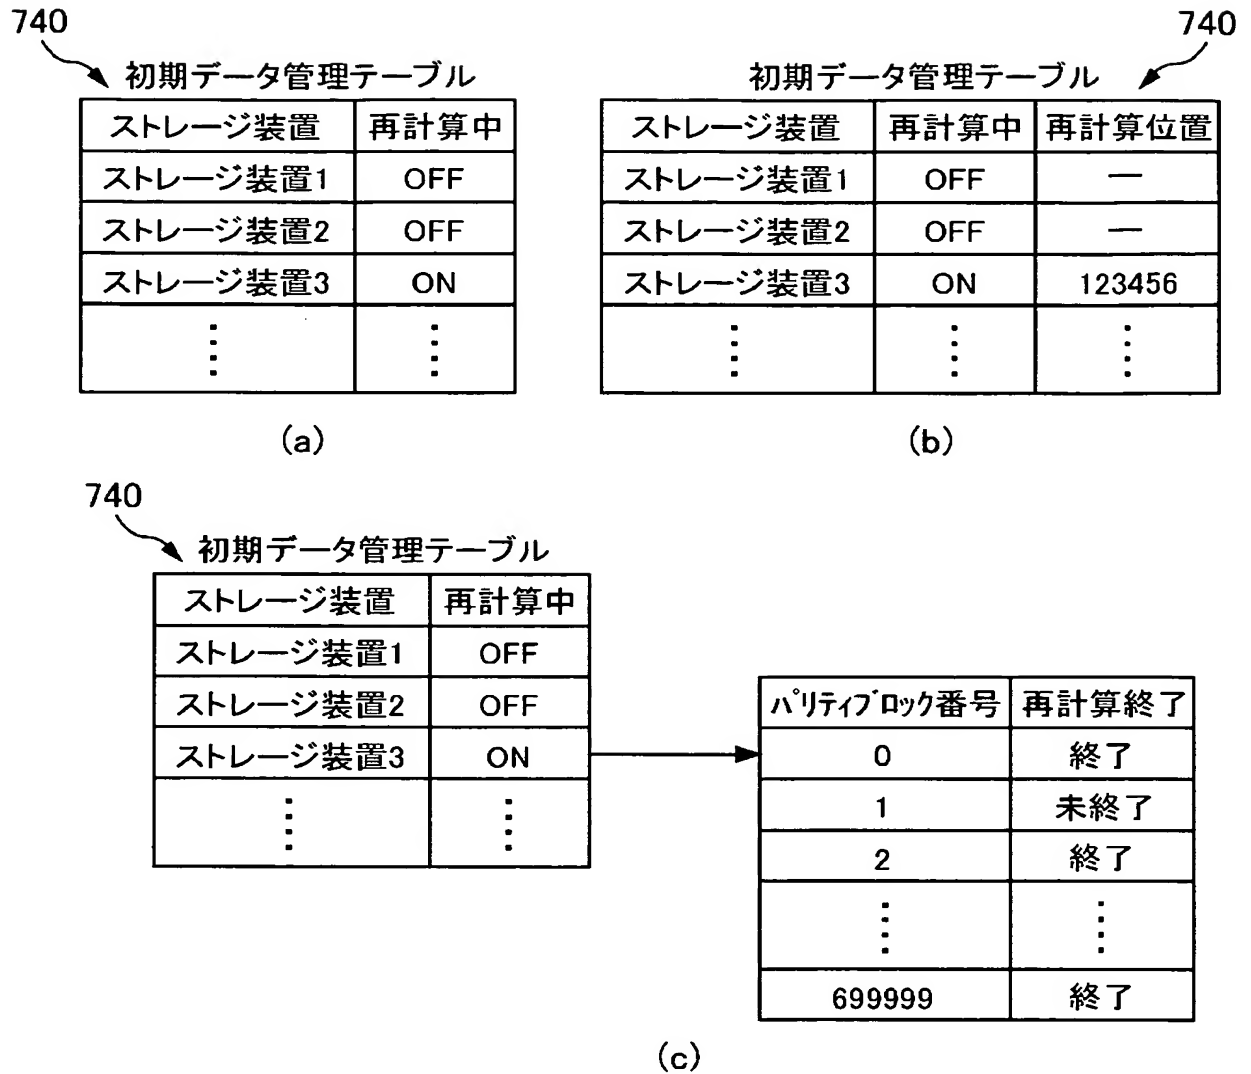 740
初期データ管理テーブル
ストレージ装置 再計算中
ストレージ装置1 OFF
ストレージ装置2 OFF
ストレージ装置3 ON
(a)
740
初期データ管理テーブル
ストレージ装置 再計算中 再計算位置
ストレージ装置1 OFF —
ストレージ装置2 OFF —
ストレージ装置3 ON 123456
(b)
740
初期データ管理テーブル
ストレージ装置 再計算中
ストレージ装置1 OFF
ストレージ装置2 OFF
ストレージ装置3 ON
パリティブロック番号 再計算終了
0 終了
1 未終了
2 終了
699999 終了
(c)